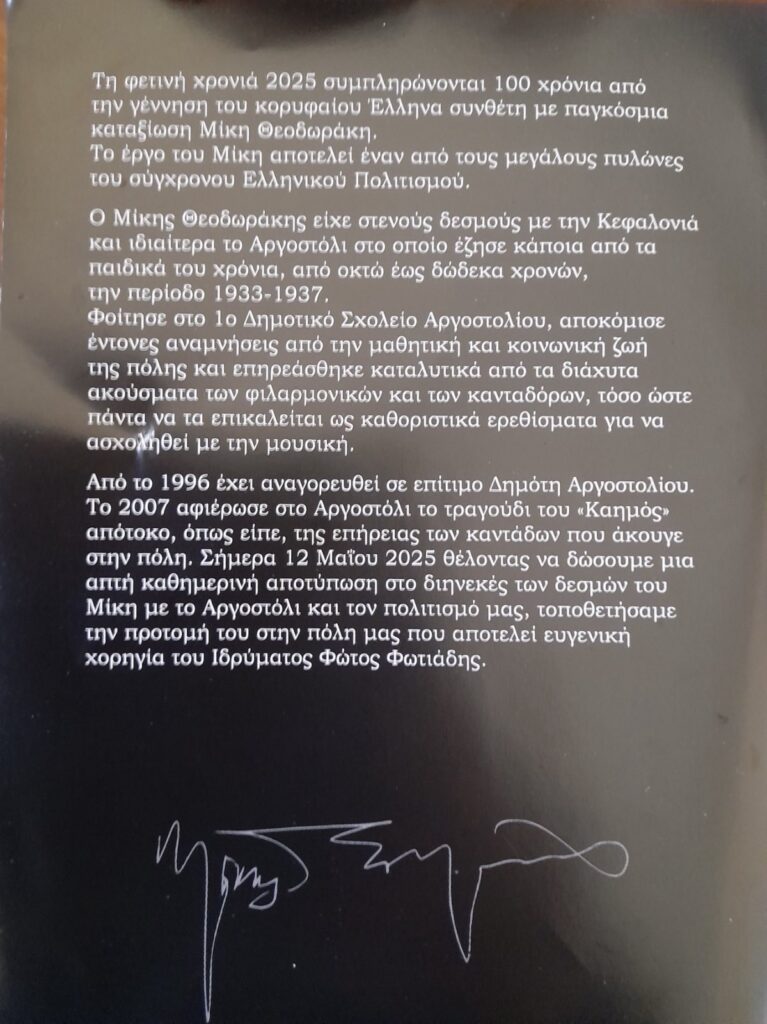 Τη φετινή χρονιά 2025 συμπληρώνονται 100 χρόνια από
την γέννηση του κορυφαίου Έλληνα συνθέτη με παγκόσμια
καταξίωση Μίκη Θεοδωράκη.
Το έργο του Μίκη αποτελεί έναν από τους μεγάλους πυλώνες
του σύγχρονου Ελληνικού Πολιτισμού.
Ο Μίκης Θεοδωράκης είχε στενούς δεσμούς με την Κεφαλονιά
και ιδιαίτερα το Αργοστόλι στο οποίο έζησε κάποια από τα
παιδικά του χρόνια, από οκτώ έως δώδεκα χρονών,
την περίοδο 1933-1937.
Φοίτησε στο 1ο Δημοτικό Σχολείο Αργοστολίου, αποκόμισε
έντονες αναμνήσεις από την μαθητική και κοινωνική ζωή
της πόλης και επηρεάσθηκε καταλυτικά από τα διάχυτα
ακούσματα των φιλαρμονικών και των κανταδόρων, τόσο ώστε
πάντα να τα επικαλείται ως καθοριστικά ερεθίσματα για να
ασχοληθεί με την μουσική.
Από το 1996 έχει αναγορευθεί σε επίτιμο Δημότη Αργοστολίου.
Το 2007 αφιέρωσε στο Αργοστόλι το τραγούδι του «Καημός»
απότοκο, όπως είπε, της επήρειας των καντάδων που άκουγε
στην πόλη. Σήμερα 12 Μαΐου 2025 θέλοντας να δώσουμε μια
απτή καθημερινή αποτύπωση στο διηνεκές των δεσμών του
Μίκη με το Αργοστόλι και τον πολιτισμό μας, τοποθετήσαμε
την προτομή του στην πόλη μας που αποτελεί ευγενική
χορηγία του Ιδρύματος Φώτος Φωτιάδης.